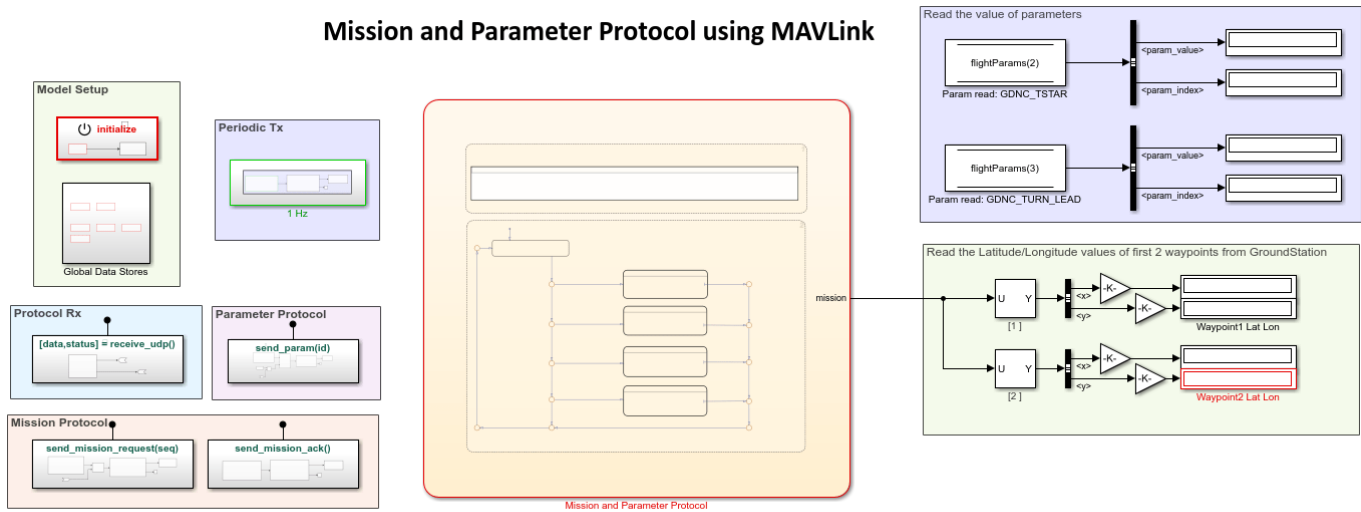 Mission and Parameter Protocol using MAVLink
Model Setup
initialize
Global Data Stores
Periodic Tx
1 Hz
Protocol Rx
[data,status] = receive_udp()
Parameter Protocol
send_param(id)
Mission Protocol
send_mission_request(seq)
send_mission_ack()
mission
Mission and Parameter Protocol
Read the value of parameters
flightParams(2)
Param read: GDNC_TSTAR
<param_value>
<param_index>
flightParams(3)
Param read: GDNC_TURN_LEAD
<param_value>
<param_index>
Read the Latitude/Longitude values of first 2 waypoints from GroundStation
U Y
[1 ]
<x>
<y>
-K-
-K-
Waypoint1 Lat Lon
U Y
[2 ]
<x>
<y>
-K-
-K-
Waypoint2 Lat Lon